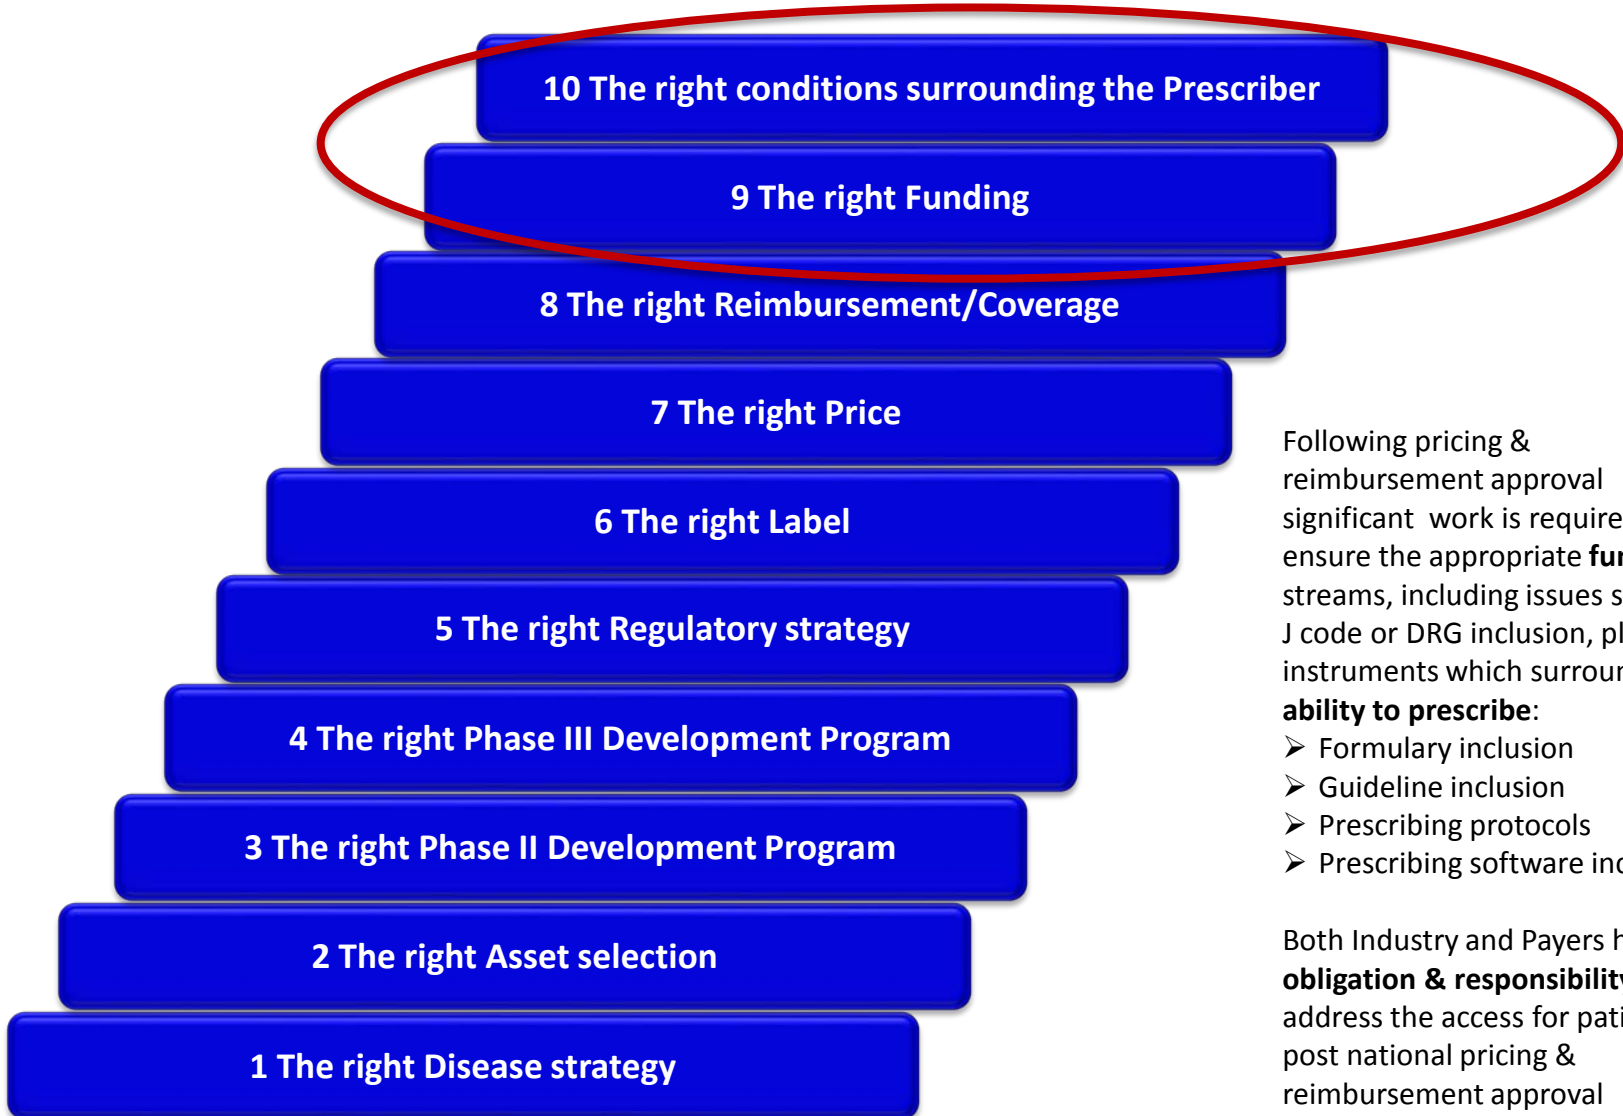 10 The right conditions surrounding the Prescriber
9 The right Funding
8 The right Reimbursement/Coverage
7 The right Price
6 The right Label
5 The right Regulatory strategy
4 The right Phase III Development Program
3 The right Phase II Development Program
2 The right Asset selection
1 The right Disease strategy
Following pricing &
reimbursement approval
significant work is
ensure the appropriate
streams, including issues
J code or DRG inclusion,
instruments which
ability to prescribe:
➢ Formulary inclusion
➢ Guideline inclusion
➢ Prescribing protocols
➢ Prescribing software
Both Industry and Payers
obligation & responsibility
address the access for
post national pricing &
reimbursement approval